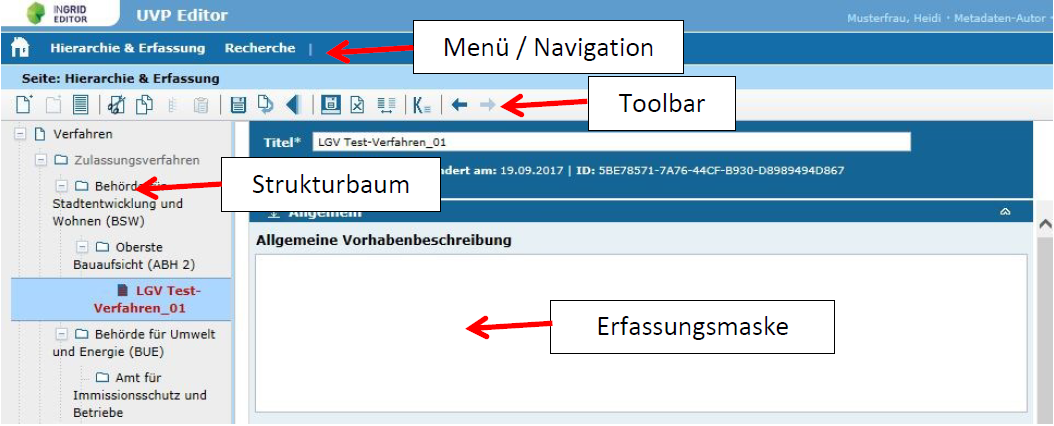 INGRID
EDITOR
UVP Editor
Musterfrau, Heidi • Metadaten-Autor •
Hierarchie & Erfassung Recherche |
Menü / Navigation
Seite: Hierarchie & Erfassung
Toolbar
Verfahren
Titel* LGV Test-Verfahren_01
Zulassungsverfahren
ndert am: 19.09.2017 | ID: 5BE78571-7A76-44CF-B930-D8989494D867
Strukturbaum
Behörde für
Stadtentwicklung und
Wohnen (BSW)
Allgemein
Allgemeine Vorhabenbeschreibung
Oberste
Bauaufsicht (ABH 2)
LGV Test-
Verfahren_01
Erfassungsmaske
Behörde für Umwelt
und Energie (BUE)
Amt für
Immissionsschutz und
Betriebe